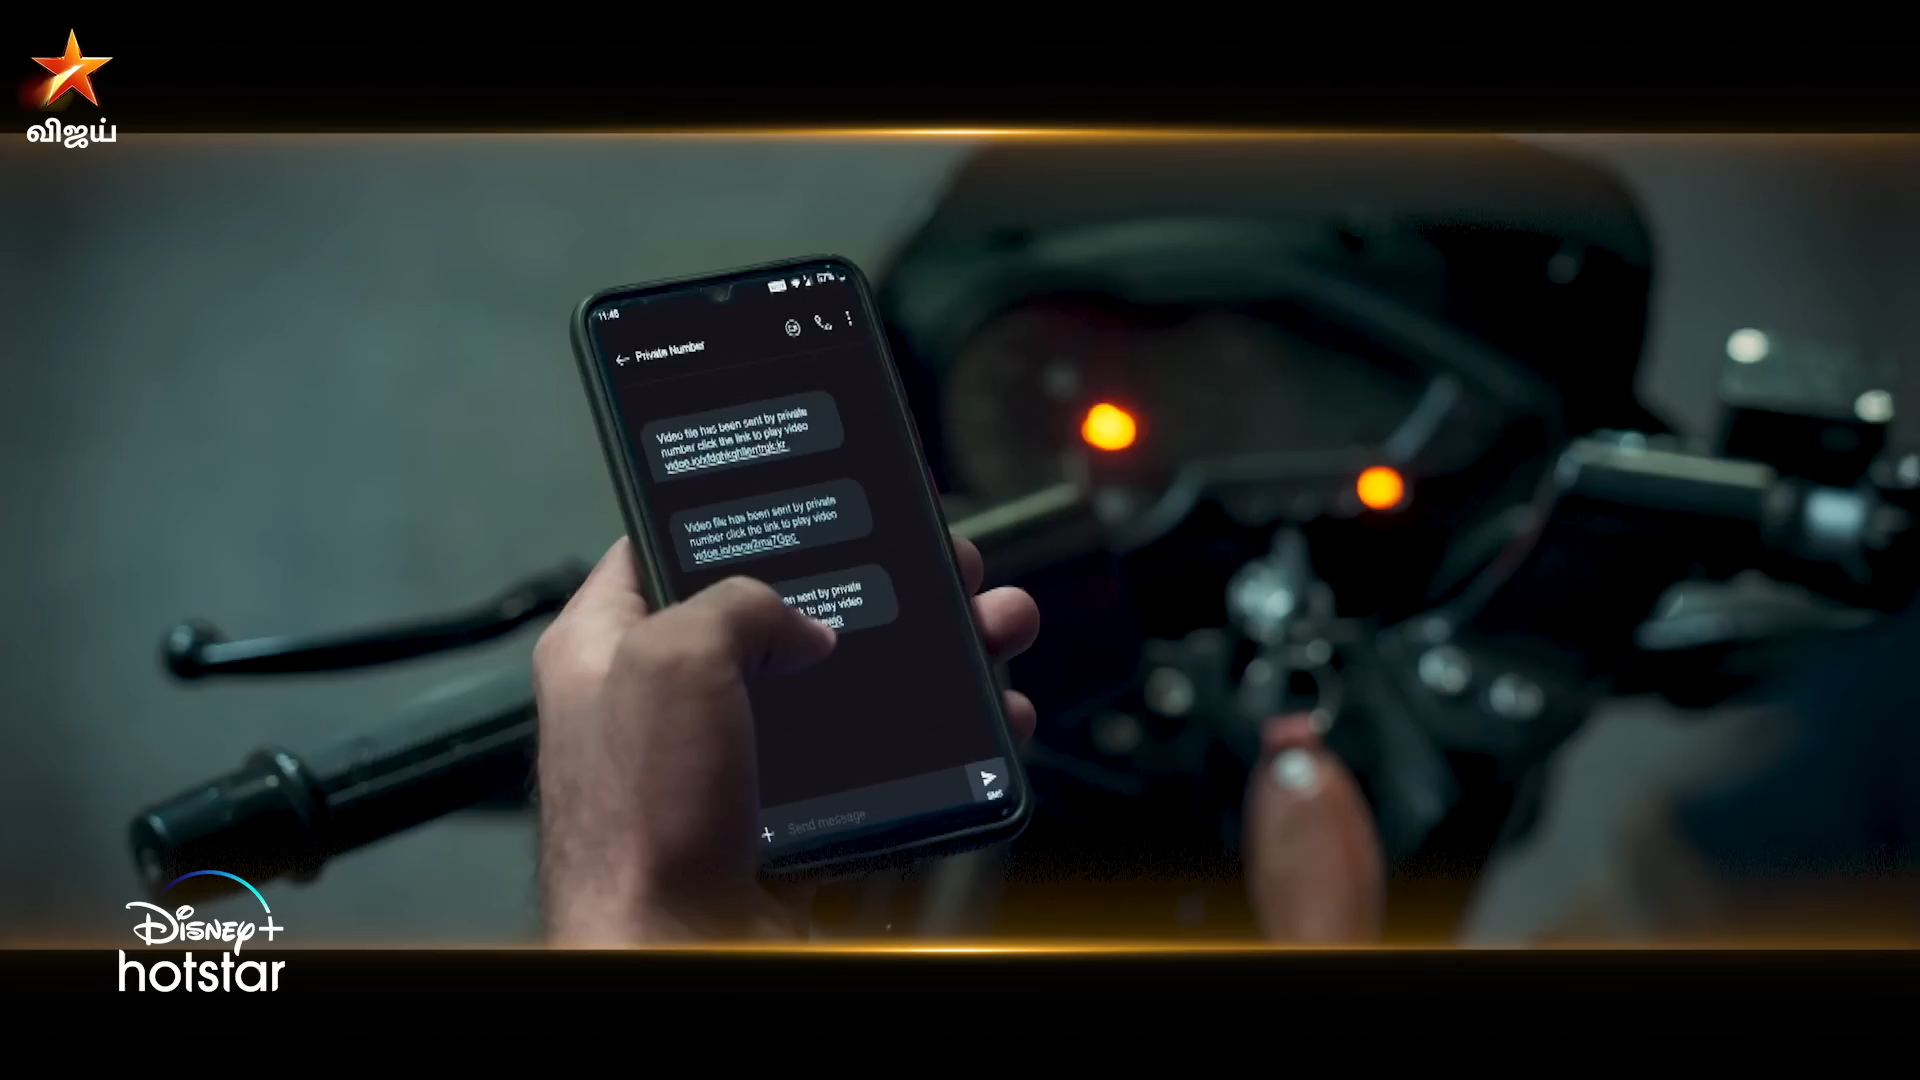 விஜய்
11:46
67%
Private Number
Video file has been sent by private
number click the link to play video
Video file has been sent by private
number click the link to play video
sent by private
to play video
Send message
SMS
Disney+
hotstar